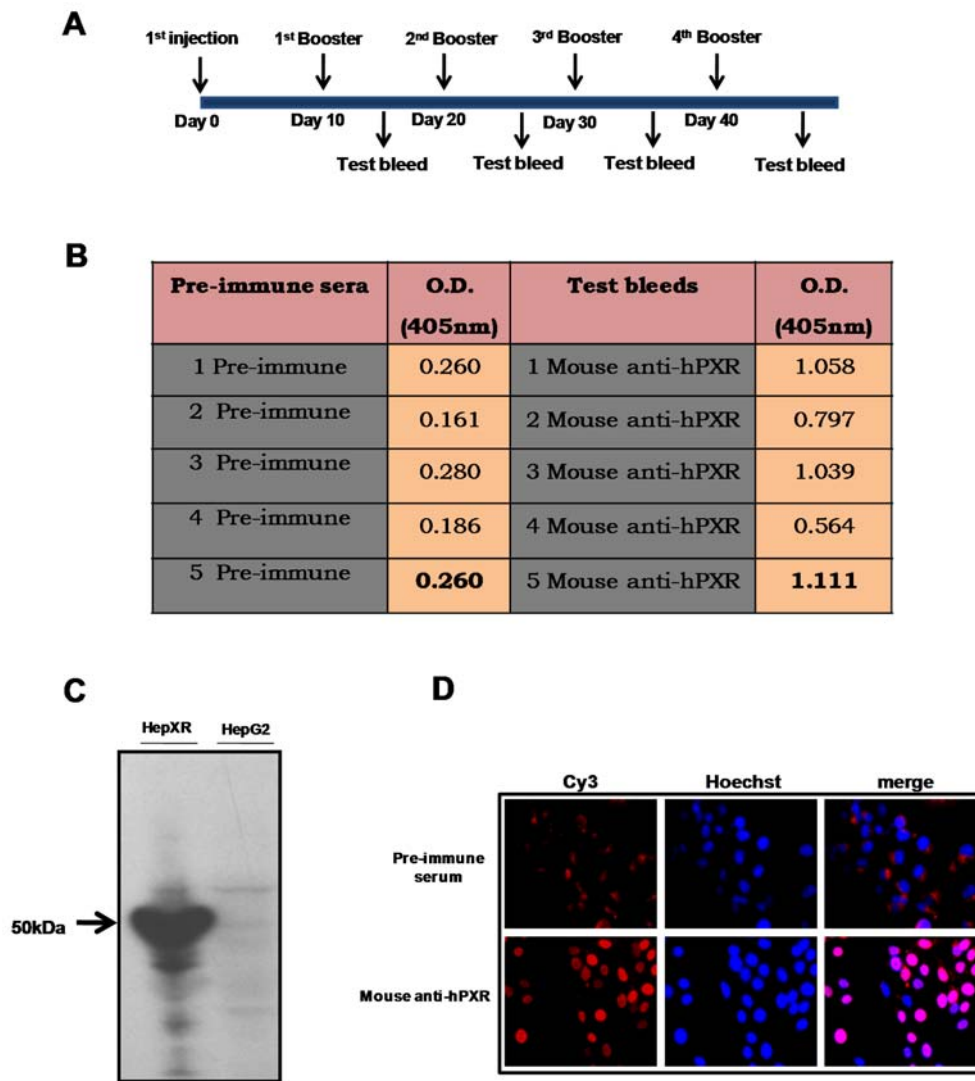 A
1st injection 1st Booster 2nd Booster 3rd Booster 4th Booster
Day 0 Day 10 Day 20 Day 30 Day 40
Test bleed Test bleed Test bleed Test bleed
B
Pre-immune sera O.D. (405nm) Test bleeds O.D. (405nm)
1 Pre-immune 0.260 1 Mouse anti-hPXR 1.058
2 Pre-immune 0.161 2 Mouse anti-hPXR 0.797
3 Pre-immune 0.280 3 Mouse anti-hPXR 1.039
4 Pre-immune 0.186 4 Mouse anti-hPXR 0.564
5 Pre-immune 0.260 5 Mouse anti-hPXR 1.111
C
HepXR HepG2
50kDa
D
Cy3 Hoechst merge
Pre-immune
serum
Mouse anti-hPXR